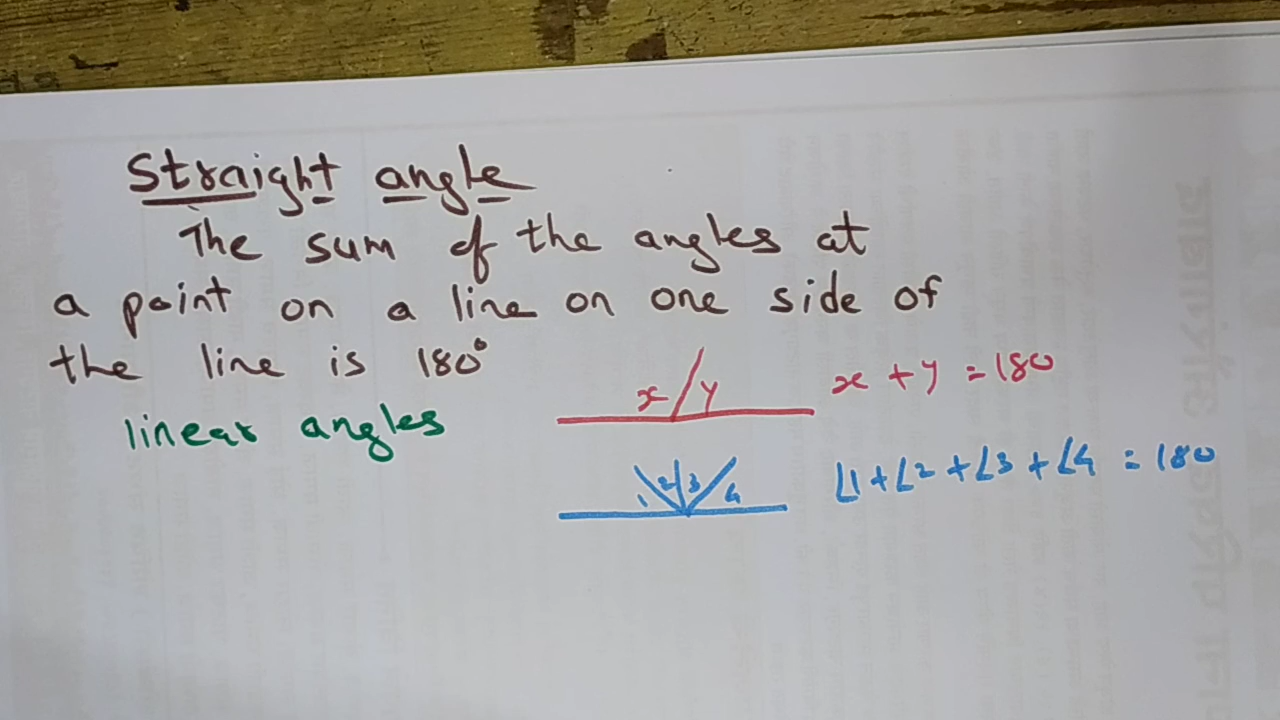 Straight angle
The sum of the angles at
a point on a line on one side of
the line is 180°
linear angles
x y x + y = 180
1 2 3 4 ∠1+∠2+∠3+∠4 = 180